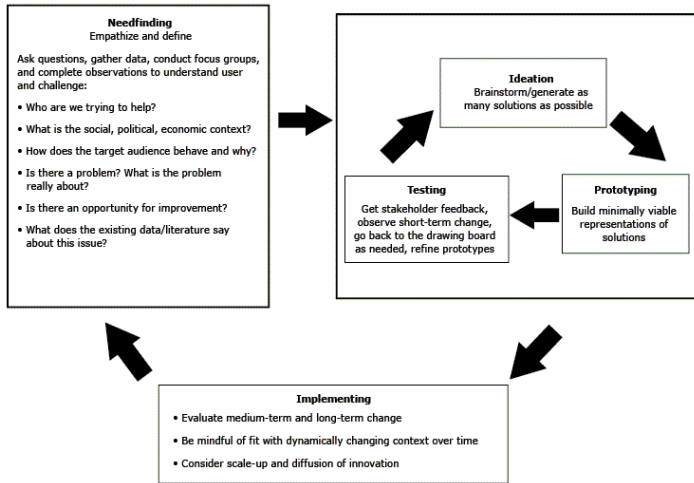 Needfinding
Empathize and define
Ask questions, gather data, conduct focus groups,
and complete observations to understand user
and challenge:
• Who are we trying to help?
• What is the social, political, economic context?
• How does the target audience behave and why?
• Is there a problem? What is the problem
really about?
• Is there an opportunity for improvement?
• What does the existing data/literature say
about this issue?
Ideation
Brainstorm/generate as
many solutions as possible
Prototyping
Build minimally viable
representations of
solutions
Testing
Get stakeholder feedback,
observe short-term change,
go back to the drawing board
as needed, refine prototypes
Implementing
• Evaluate medium-term and long-term change
• Be mindful of fit with dynamically changing context over time
• Consider scale-up and diffusion of innovation